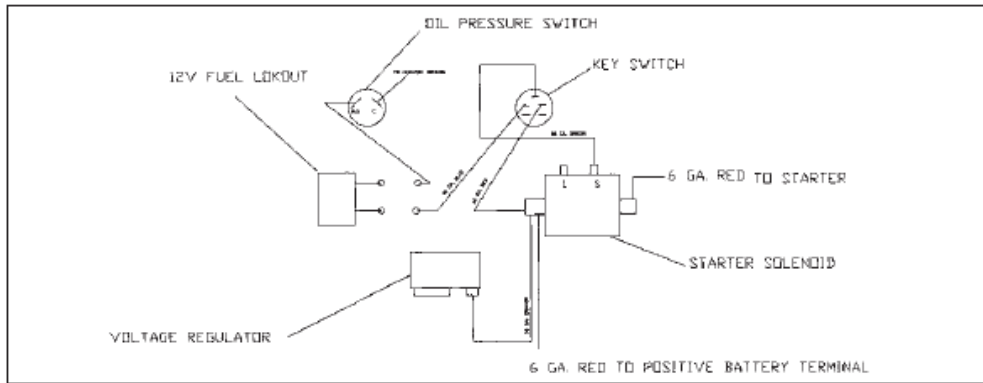 OIL PRESSURE SWITCH
12V FUEL LOKOUT
KEY SWITCH
L S
6 GA. RED TO STARTER
STARTER SOLENOID
VOLTAGE REGULATOR
6 GA. RED TO POSITIVE BATTERY TERMINAL